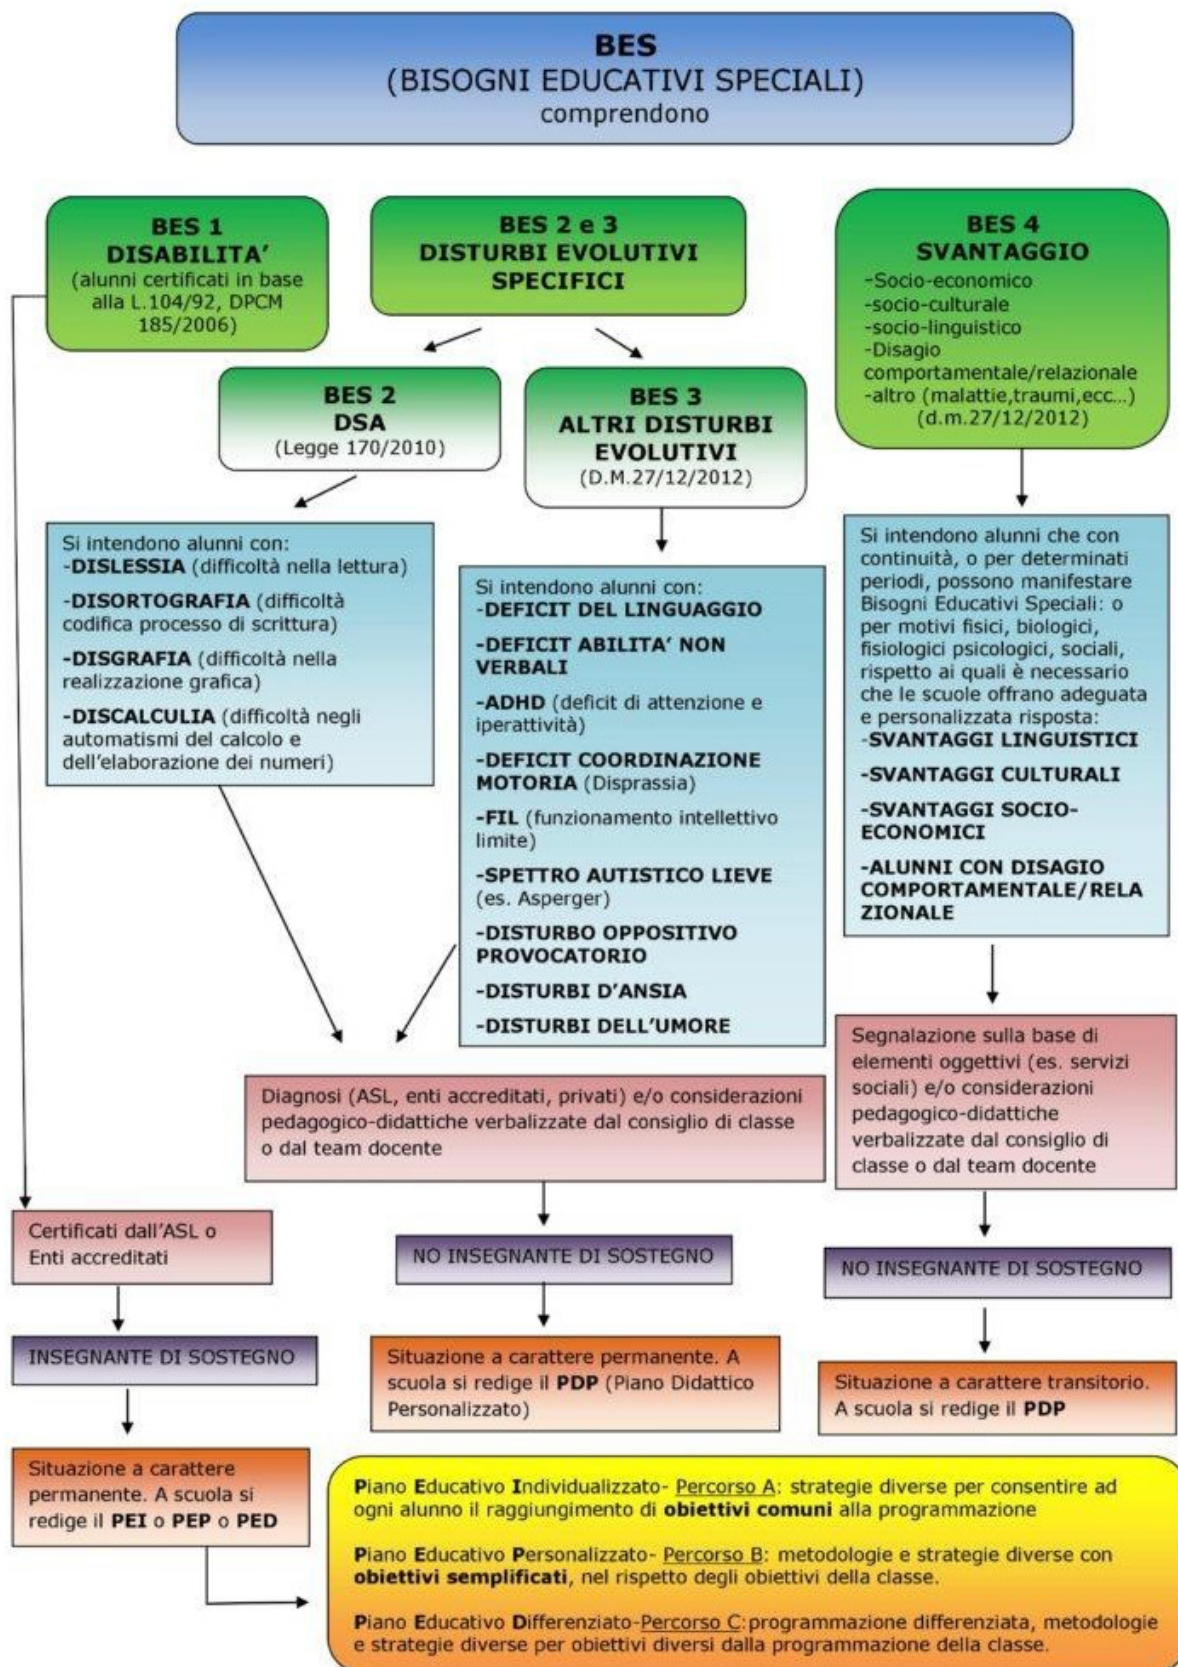 BES
(BISOGNI EDUCATIVI SPECIALI)
comprendono
BES 1
DISABILITA'
(alunni certificati in base
alla L.104/92, DPCM
185/2006)
BES 2 e 3
DISTURBI EVOLUTIVI
SPECIFICI
BES 4
SVANTAGGIO
-Socio-economico
-socio-culturale
-socio-linguistico
-Disagio
comportamentale/relazionale
-altro (malattie,traumi,ecc...)
(d.m.27/12/2012)
BES 2
DSA
(Legge 170/2010)
BES 3
ALTRI DISTURBI
EVOLUTIVI
(D.M.27/12/2012)
Si intendono alunni con:
-DISLESSIA (difficoltà nella lettura)
-DISORTOGRAFIA (difficoltà
codifica processo di scrittura)
-DISGRAFIA (difficoltà nella
realizzazione grafica)
-DISCALCULIA (difficoltà negli
automatismi del calcolo e
dell'elaborazione dei numeri)
Si intendono alunni con:
-DEFICIT DEL LINGUAGGIO
-DEFICIT ABILITA' NON
VERBALI
-ADHD (deficit di attenzione e
iperattività)
-DEFICIT COORDINAZIONE
MOTORIA (Disprassia)
-FIL (funzionamento intellettivo
limite)
-SPETTRO AUTISTICO LIEVE
(es. Asperger)
-DISTURBO OPPOSITIVO
PROVOCATORIO
-DISTURBI D'ANSIA
-DISTURBI DELL'UMORE
Si intendono alunni che con
continuità, o per determinati
periodi, possono manifestare
Bisogni Educativi Speciali: o
per motivi fisici, biologici,
fisiologici psicologici, sociali,
rispetto ai quali è necessario
che le scuole offrano adeguata
e personalizzata risposta:
-SVANTAGGI LINGUISTICI
-SVANTAGGI CULTURALI
-SVANTAGGI SOCIO-
ECONOMICI
-ALUNNI CON DISAGIO
COMPORTAMENTALE/RELA
ZIONALE
Diagnosi (ASL, enti accreditati, privati) e/o considerazioni
pedagogico-didattiche verbalizzate dal consiglio di classe
o dal team docente
Segnalazione sulla base di
elementi oggettivi (es. servizi
sociali) e/o considerazioni
pedagogico-didattiche
verbalizzate dal consiglio di
classe o dal team docente
Certificati dall'ASL o
Enti accreditati
NO INSEGNANTE DI SOSTEGNO
NO INSEGNANTE DI SOSTEGNO
INSEGNANTE DI SOSTEGNO
Situazione a carattere permanente. A
scuola si redige il PDP (Piano Didattico
Personalizzato)
Situazione a carattere transitorio.
A scuola si redige il PDP
Situazione a carattere
permanente. A scuola si
redige il PEI o PEP o PED
Piano Educativo Individualizzato- Percorso A: strategie diverse per consentire ad
ogni alunno il raggiungimento di obiettivi comuni alla programmazione
Piano Educativo Personalizzato- Percorso B: metodologie e strategie diverse con
obiettivi semplificati, nel rispetto degli obiettivi della classe.
Piano Educativo Differenziato-Percorso C:programmazione differenziata, metodologie
e strategie diverse per obiettivi diversi dalla programmazione della classe.